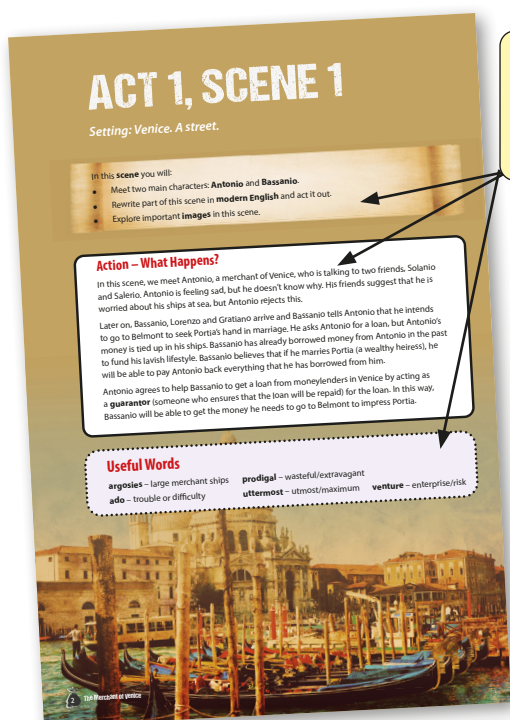 ACT 1, SCENE 1
Setting: Venice. A street.
In this scene you will:
• Meet two main characters: Antonio and Bassanio.
• Rewrite part of this scene in modern English and act it out.
• Explore important images in this scene.
Action – What Happens?
In this scene, we meet Antonio, a merchant of Venice, who is talking to two friends, Solanio
and Salerio. Antonio is feeling sad, but he doesn't know why. His friends suggest that he is
worried about his ships at sea, but Antonio rejects this.
Later on, Bassanio, Lorenzo and Gratiano arrive and Bassanio tells Antonio that he intends
to go to Belmont to seek Portia's hand in marriage. He asks Antonio for a loan, but Antonio's
money is tied up in his ships. Bassanio has already borrowed money from Antonio in the past
to fund his lavish lifestyle. Bassanio believes that if he marries Portia (a wealthy heiress), he
will be able to pay Antonio back everything that he has borrowed from him.
Antonio agrees to help Bassanio to get a loan from moneylenders in Venice by acting as
a guarantor (someone who ensures that the loan will be repaid) for the loan. In this way,
Bassanio will be able to get the money he needs to go to Belmont to impress Portia.
Useful Words
argosies – large merchant ships prodigal – wasteful/extravagant
ado – trouble or difficulty uttermost – utmost/maximum venture – enterprise/risk
2 The Merchant of Venice